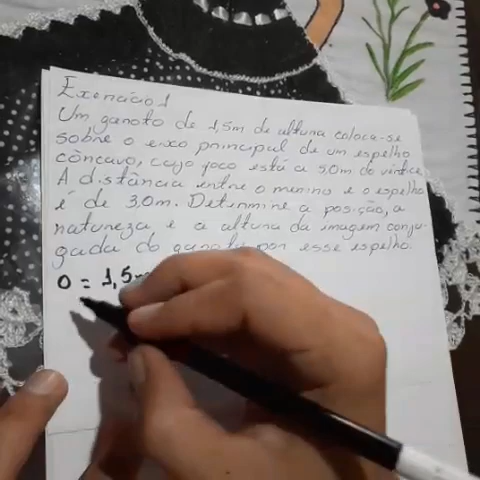 Exercício 1
Um garoto de 1,5m de altura coloca-se
sobre o eixo principal de um espelho
côncavo, cujo foco está a 5,0m do vértice
A distância entre o menino e o espelho
é de 3,0m. Determine a posição, a
natureza e a altura da imagem conju-
gada do garoto por esse espelho.
O = 1,5m